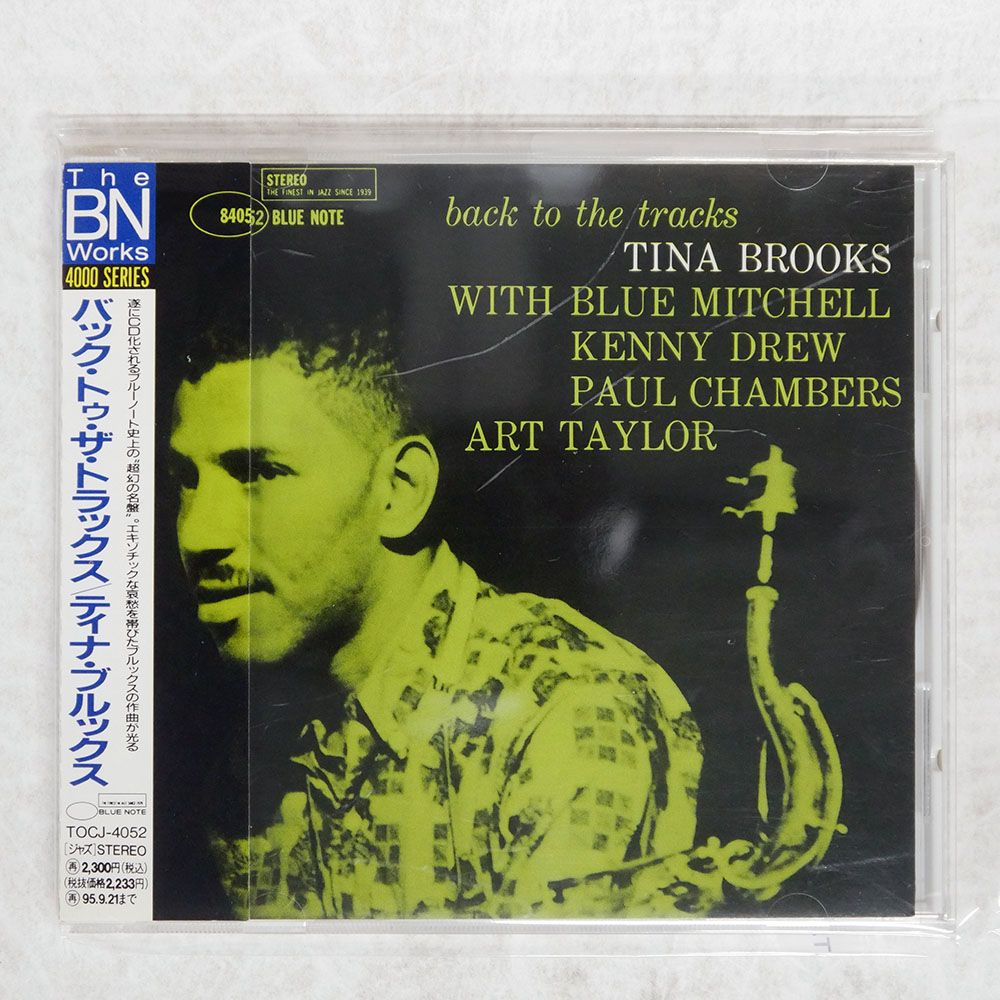 The
BN
Works
4000 SERIES
バック・トゥ・ザ・トラックス/ティナ・ブルックス
遂にCD化されるブルーノート史上の“超幻の名盤”。エキゾチックな哀愁を帯びたブルックスの作曲が光る
BLUE NOTE
TOCJ-4052
[ジャズ]STEREO
再 2,300円(税込)
(税抜価格2,233円)
再 95.9.21まで
STEREO
THE FINEST IN JAZZ SINCE 1939
84052 BLUE NOTE
back to the tracks
TINA BROOKS
WITH BLUE MITCHELL
KENNY DREW
PAUL CHAMBERS
ART TAYLOR